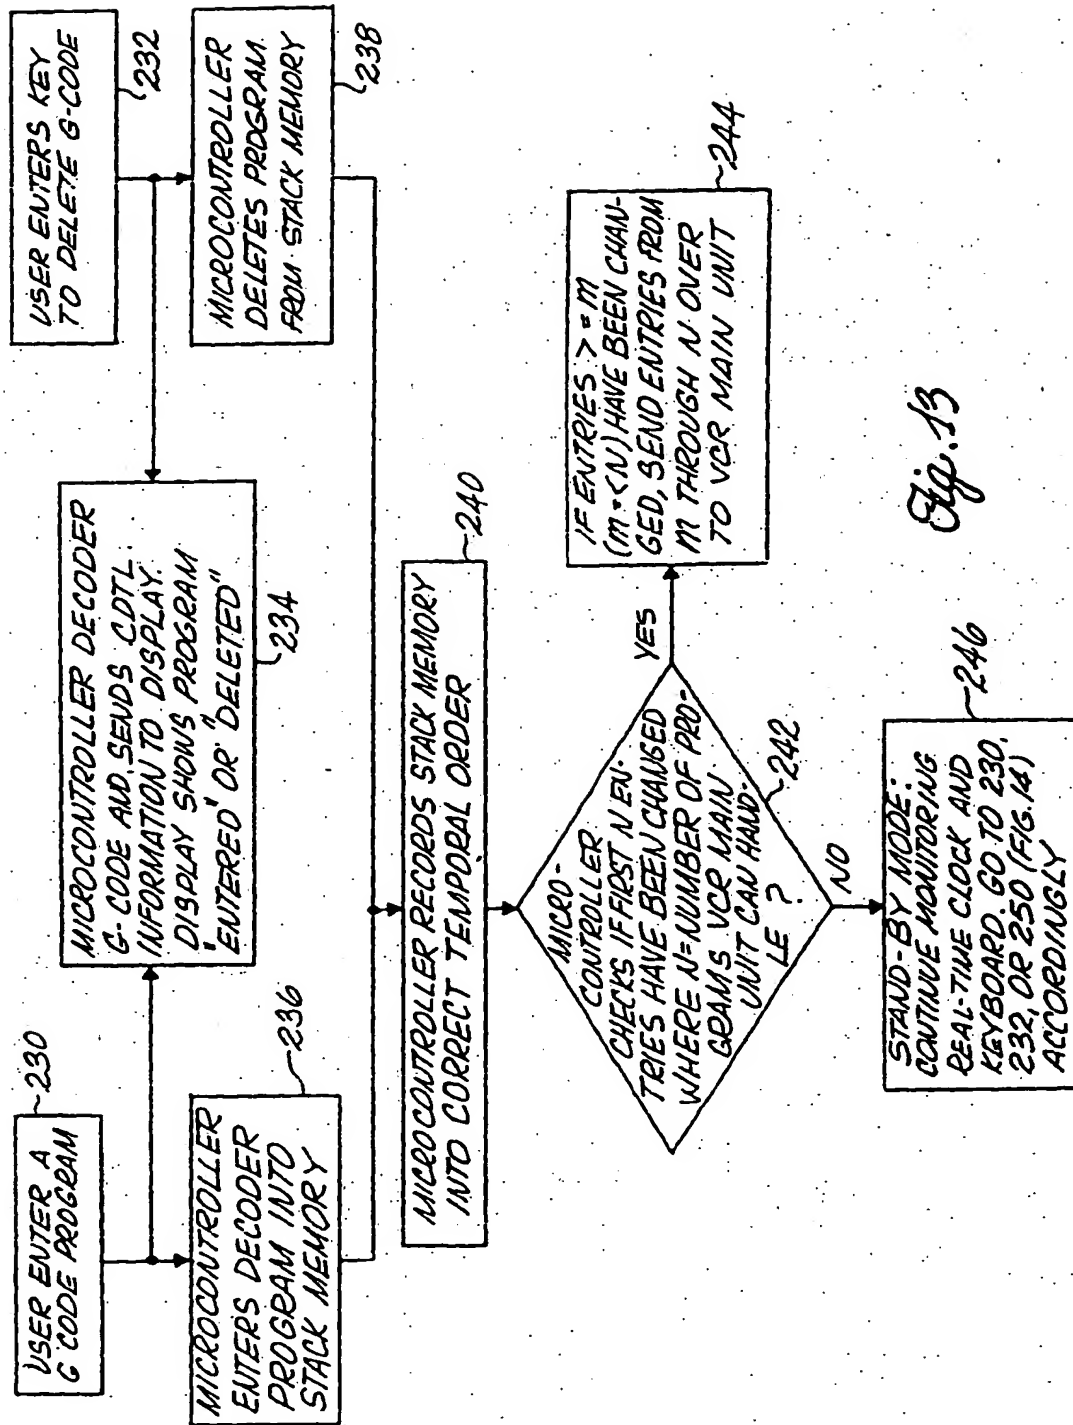 USER ENTER A
G CODE PROGRAM
230
USER ENTERS KEY
TO DELETE G-CODE
232
MICROCONTROLLER DECODER
G-CODE AND SENDS CDTL
INFORMATION TO DISPLAY.
DISPLAY SHOWS PROGRAM
"ENTERED" OR "DELETED"
234
MICROCONTROLLER
ENTERS DECODER
PROGRAM INTO
STACK MEMORY
236
MICROCONTROLLER
DELETES PROGRAM
FROM STACK MEMORY
238
MICROCONTROLLER RECORDS STACK MEMORY
INTO CORRECT TEMPORAL ORDER
240
MICRO-
CONTROLLER
CHECKS IF FIRST N EN-
TRIES HAVE BEEN CHANGED
WHERE N=NUMBER OF PRO-
GRAMS VCR MAIN
UNIT CAN HAND-
LE ?
242
YES
IF ENTRIES > = m
(m =< N) HAVE BEEN CHAN-
GED, SEND ENTRIES FROM
m THROUGH N OVER
TO VCR MAIN UNIT
244
NO
STAND-BY MODE:
CONTINUE MONITORING
REAL-TIME CLOCK AND
KEYBOARD. GO TO 230,
232, OR 250 (FIG.14)
ACCORDINGLY
246
Fig. 13